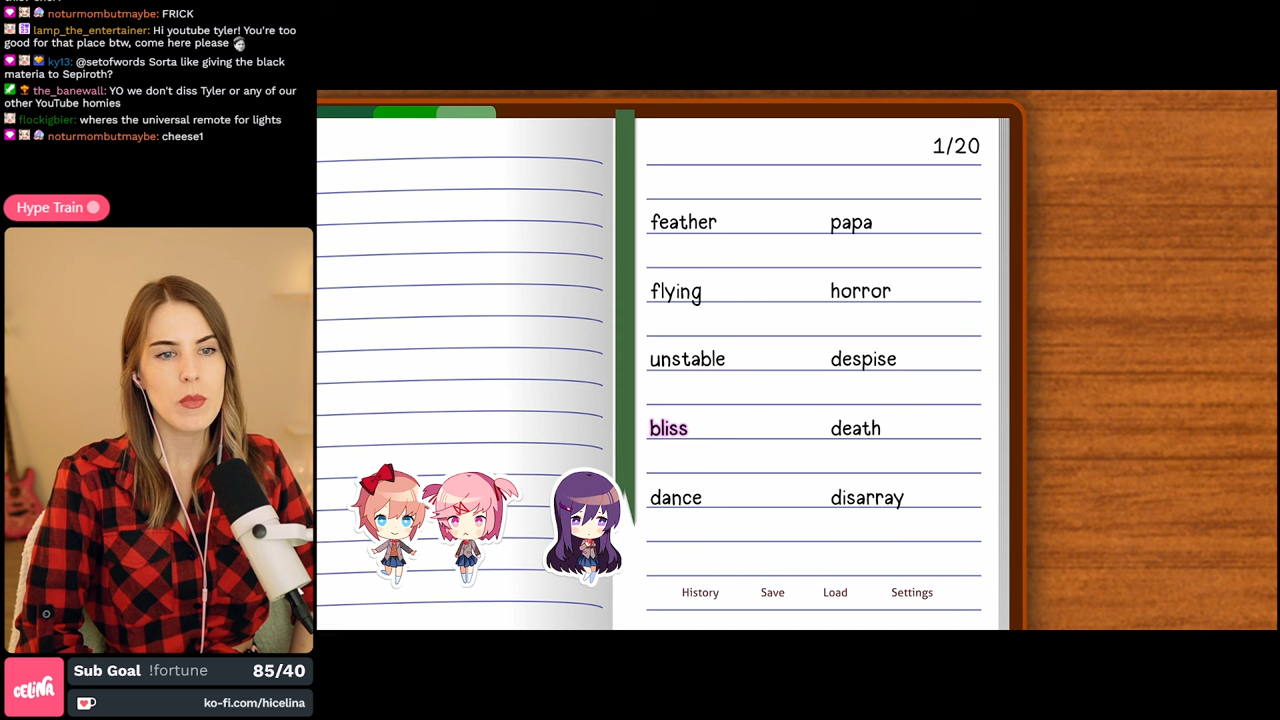 noturmombutmaybe: FRICK
lamp_the_entertainer: Hi youtube tyler! You're too
good for that place btw, come here please
ky13: @setofwords Sorta like giving the black
materia to Sepiroth?
the_banewall: YO we don't diss Tyler or any of our
other YouTube homies
flockigbier: wheres the universal remote for lights
noturmombutmaybe: cheese1
Hype Train
1/20
feather papa
flying horror
unstable despise
bliss death
dance disarray
History Save Load Settings
CELINA
Sub Goal !fortune 85/40
ko-fi.com/hicelina